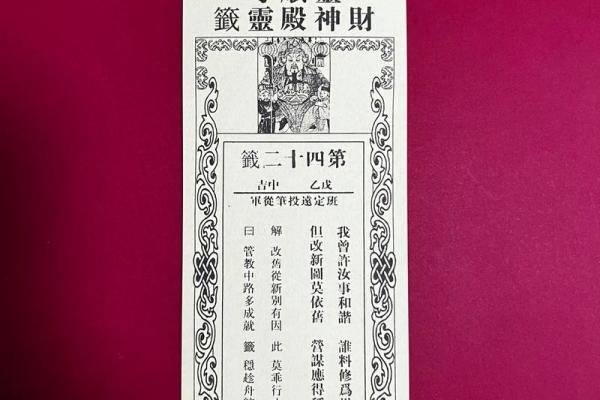 財神殿靈籤
第四十二籤
戊乙 中吉
班定遠投筆從軍
我曾許汝事和諧 誰料修爲
但改新圖莫依舊 營謀應得
解 改舊從新別有因 此 莫乖行
曰 管教中路多成就 籤 穩趁舟